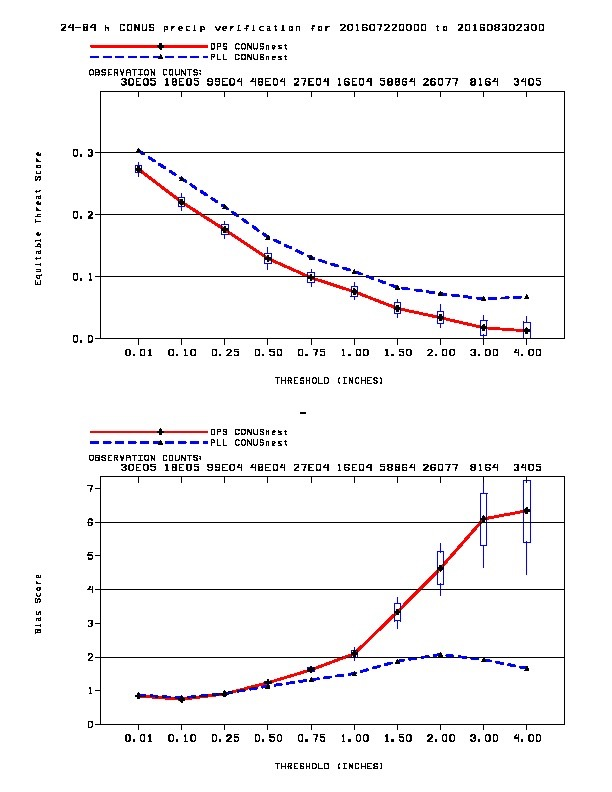 24-84 h CONUS precip verification for 201607220000 to 201608302300
OPS CONUSnest
PLL CONUSnest
OBSERVATION COUNTS:
30E05 18E05 99E04 48E04 27E04 16E04 58864 26077 8164 3405
Equitable Threat Score
0.3
0.2
0.1
0.0
0.01 0.10 0.25 0.50 0.75 1.00 1.50 2.00 3.00 4.00
THRESHOLD (INCHES)
OPS CONUSnest
PLL CONUSnest
OBSERVATION COUNTS:
30E05 18E05 99E04 48E04 27E04 16E04 58864 26077 8164 3405
Bias Score
7
6
5
4
3
2
1
0
0.01 0.10 0.25 0.50 0.75 1.00 1.50 2.00 3.00 4.00
THRESHOLD (INCHES)